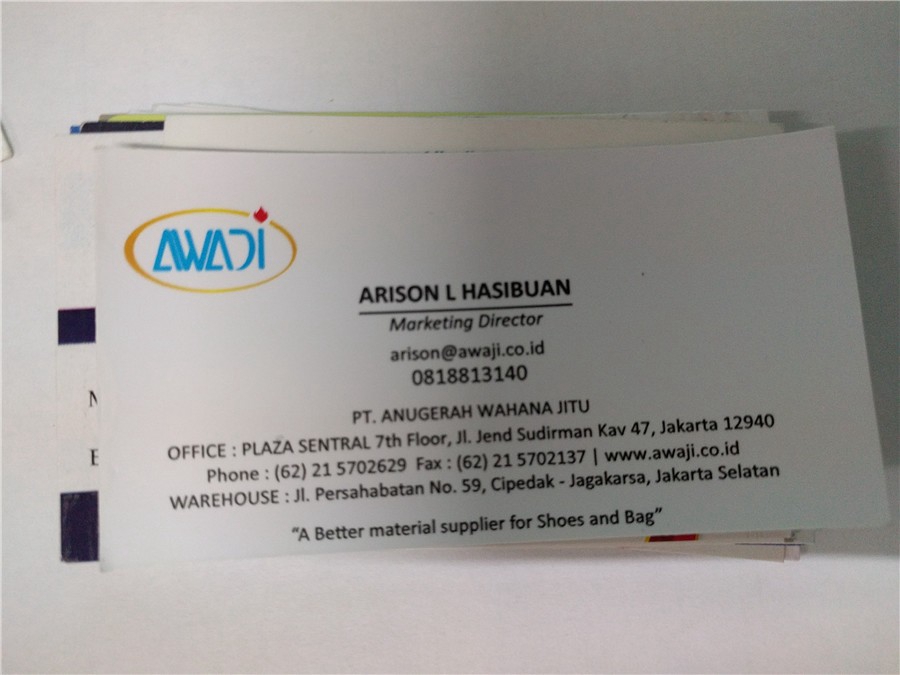 AWAJI
ARISON L HASIBUAN
Marketing Director
arison@awaji.co.id
0818813140
PT. ANUGERAH WAHANA JITU
OFFICE : PLAZA SENTRAL 7th Floor, Jl. Jend Sudirman Kav 47, Jakarta 12940
Phone : (62) 21 5702629 Fax : (62) 21 5702137 | www.awaji.co.id
WAREHOUSE : Jl. Persahabatan No. 59, Cipedak - Jagakarsa, Jakarta Selatan
“A Better material supplier for Shoes and Bag”